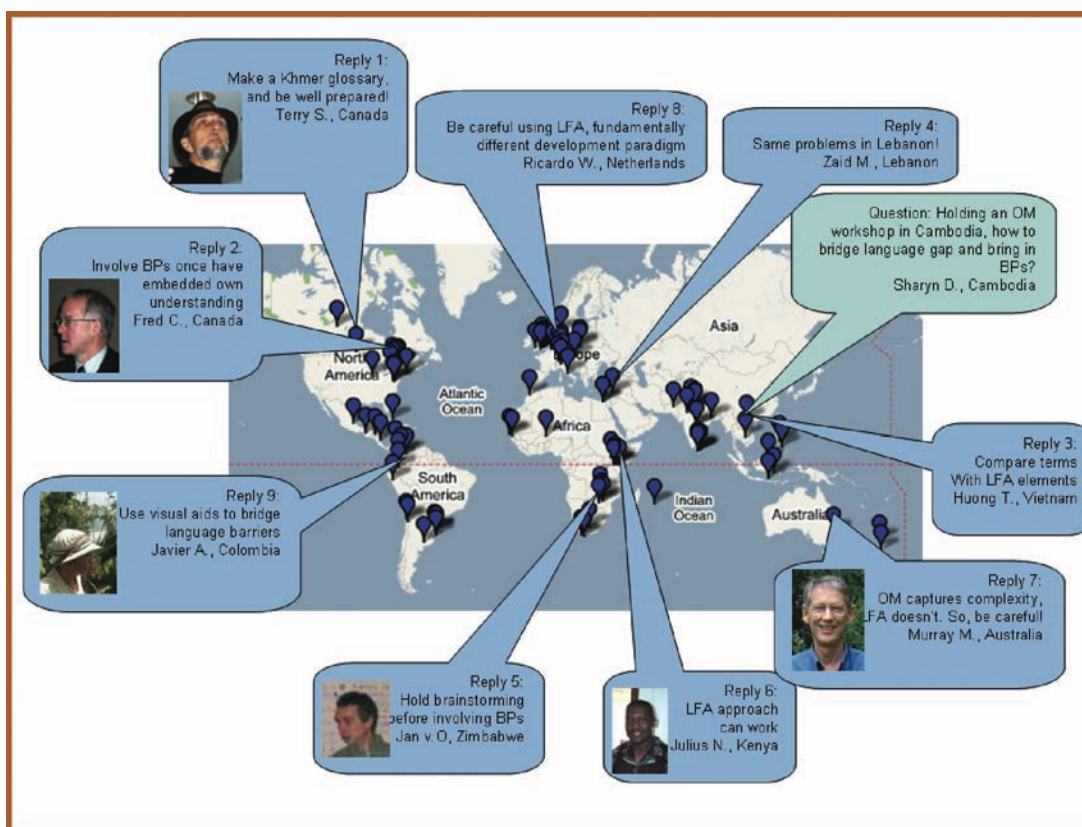 Reply 1:
Make a Khmer glossary,
and be well prepared!
Terry S., Canada
Reply 8:
Be careful using LFA, fundamentally
different development paradigm
Ricardo W., Netherlands
Reply 4:
Same problems in Lebanon!
Zaid M., Lebanon
Question: Holding an OM
workshop in Cambodia, how to
bridge language gap and bring in
BPs?
Sharyn D., Cambodia
Reply 2:
Involve BPs once have
embedded own
understanding
Fred C., Canada
North
America
Atlantic
Ocean
Europe
Asia
Africa
South
America
Indian
Ocean
Australia
Reply 3:
Compare terms
With LFA elements
Huong T., Vietnam
Reply 9:
Use visual aids to bridge
language barriers
Javier A., Colombia
Reply 7:
OM captures complexity,
LFA doesn't. So, be careful!
Murray M., Australia
Reply 5:
Hold brainstorming
before involving BPs
Jan v.O, Zimbabwe
Reply 6:
LFA approach
can work
Julius N., Kenya